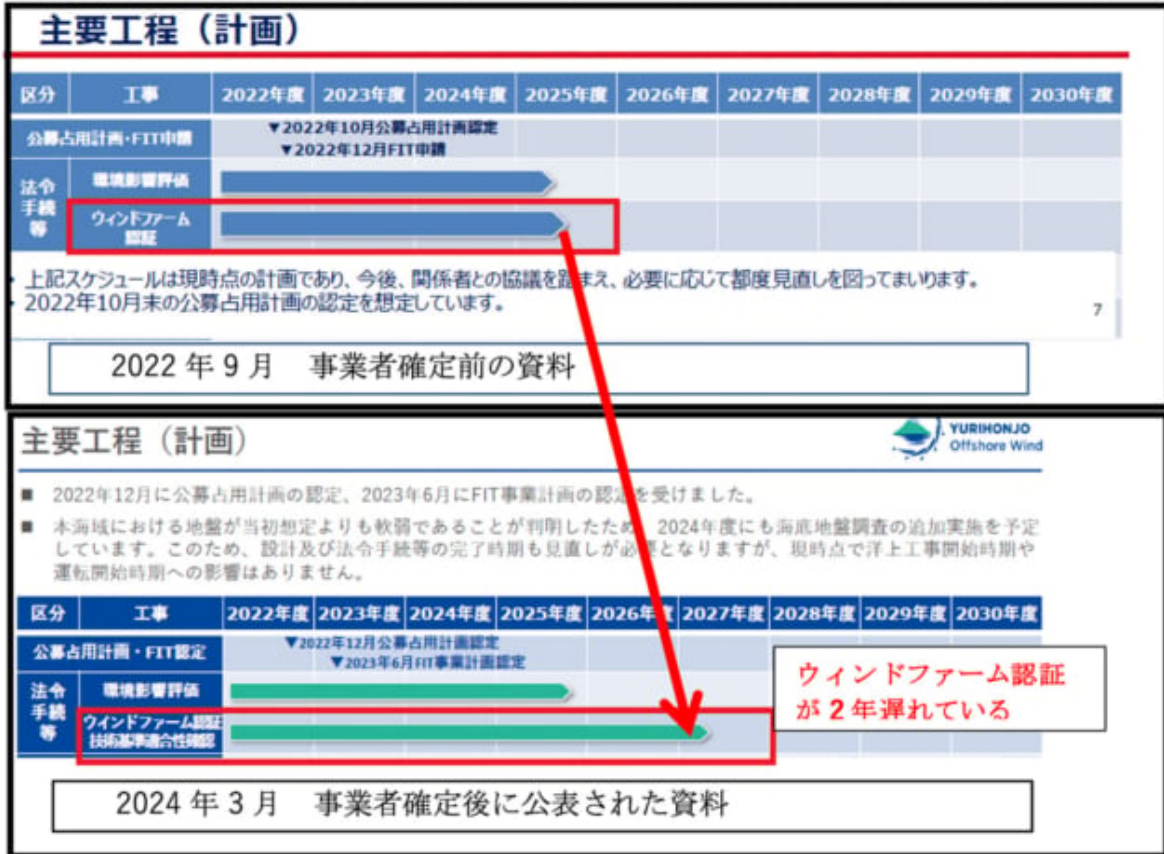 主要工程（計画）
区分 工事 2022年度 2023年度 2024年度 2025年度 2026年度 2027年度 2028年度 2029年度 2030年度
公募占用計画・FIT申請 ▼2022年10月公募占用計画認定
▼2022年12月FIT申請
法令手続等 環境影響評価
ウィンドファーム
認証
上記スケジュールは現時点の計画であり、今後、関係者との協議を踏まえ、必要に応じて都度見直しを図ってまいります。
2022年10月末の公募占用計画の認定を想定しています。
7
2022年9月 事業者確定前の資料
主要工程（計画）
YURIHONJO
Offshore Wind
■ 2022年12月に公募占用計画の認定、2023年6月にFIT事業計画の認定を受けました。
■ 本海域における地盤が当初想定よりも軟弱であることが判明したため、2024年度にも海底地盤調査の追加実施を予定
しています。このため、設計及び法令手続等の完了時期も見直しが必要となりますが、現時点で洋上工事開始時期や
運転開始時期への影響はありません。
区分 工事 2022年度 2023年度 2024年度 2025年度 2026年度 2027年度 2028年度 2029年度 2030年度
公募占用計画・FIT認定 ▼2022年12月公募占用計画認定
▼2023年6月FIT事業計画認定
法令手続等 環境影響評価
ウインドファーム認証
技術基準適合性確認
ウィンドファーム認証
が2年遅れている
2024年3月 事業者確定後に公表された資料